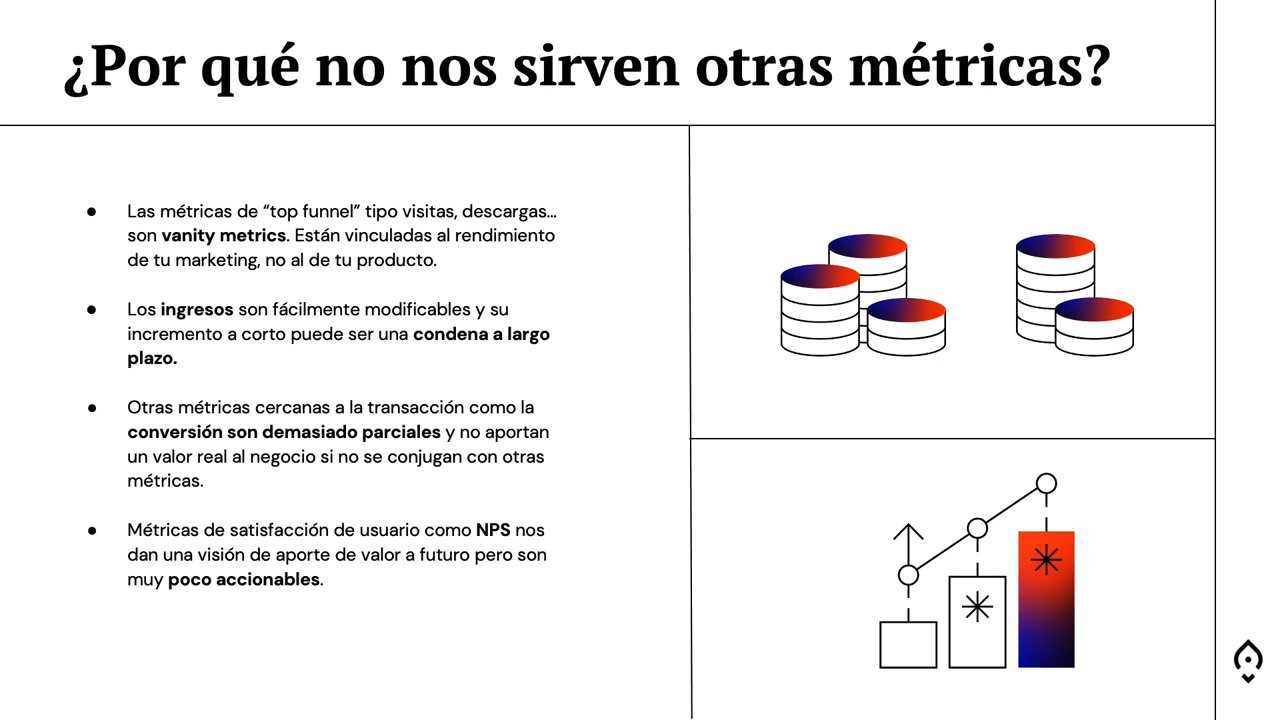 ¿Por qué no nos sirven otras métricas?
● Las métricas de “top funnel” tipo visitas, descargas...
son vanity metrics. Están vinculadas al rendimiento
de tu marketing, no al de tu producto.
● Los ingresos son fácilmente modificables y su
incremento a corto puede ser una condena a largo
plazo.
● Otras métricas cercanas a la transacción como la
conversión son demasiado parciales y no aportan
un valor real al negocio si no se conjugan con otras
métricas.
● Métricas de satisfacción de usuario como NPS nos
dan una visión de aporte de valor a futuro pero son
muy poco accionables.